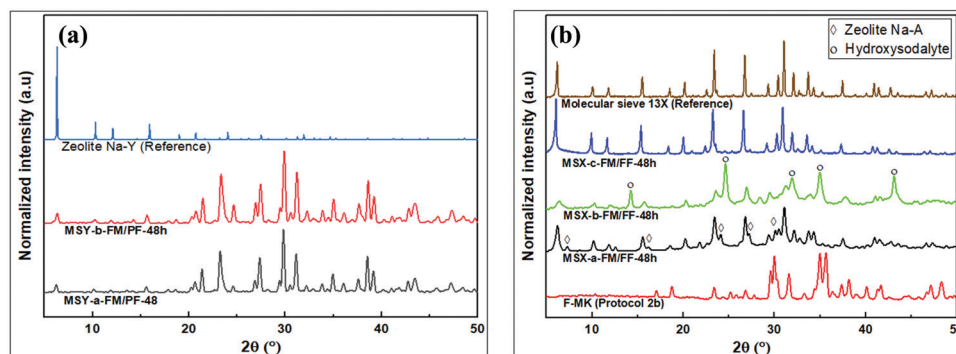 (a)
Normalized intensity (a.u)
Zeolite Na-Y (Reference)
MSY-b-FM/PF-48h
MSY-a-FM/PF-48
10 20 30 40 50
2θ (°)
(b)
◊ Zeolite Na-A
o Hydroxysodalyte
Normalized intensity (a.u)
Molecular sieve 13X (Reference)
MSX-c-FM/FF-48h
MSX-b-FM/FF-48h
MSX-a-FM/FF-48h
F-MK (Protocol 2b)
10 20 30 40 50
2θ (°)